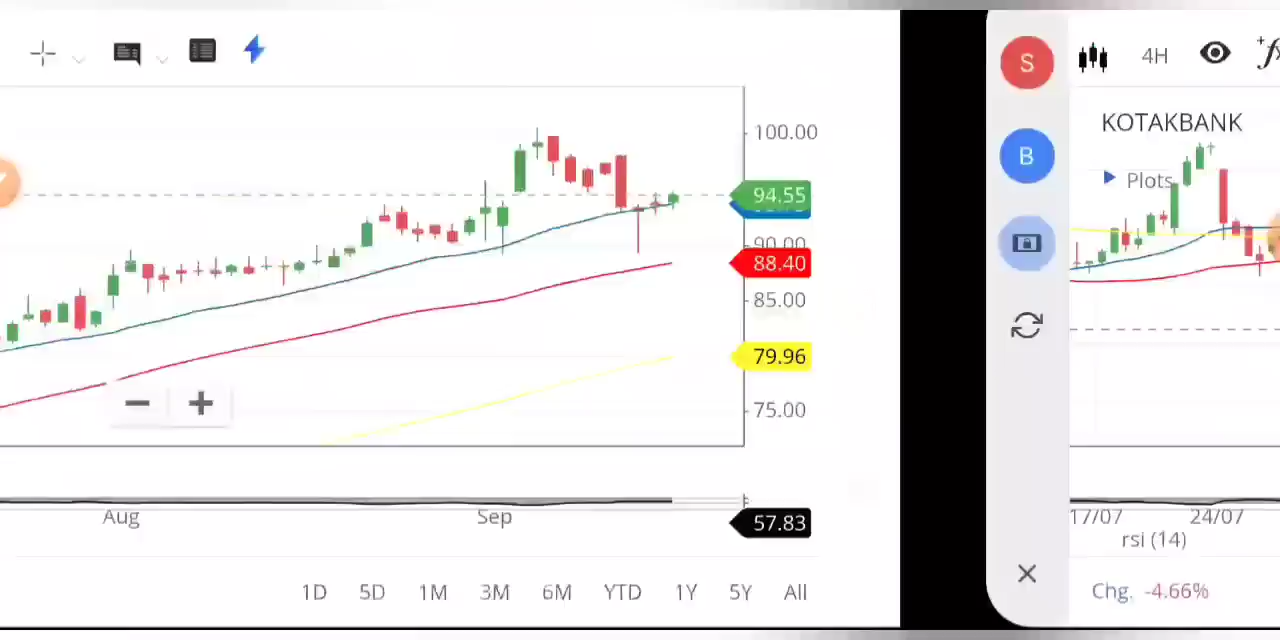 100.00
94.55
90.00
88.40
85.00
79.96
75.00
Aug
Sep
57.83
1D 5D 1M 3M 6M YTD 1Y 5Y All
S
4H
B
KOTAKBANK
Plots
17/07
24/07
rsi (14)
Chg. -4.66%